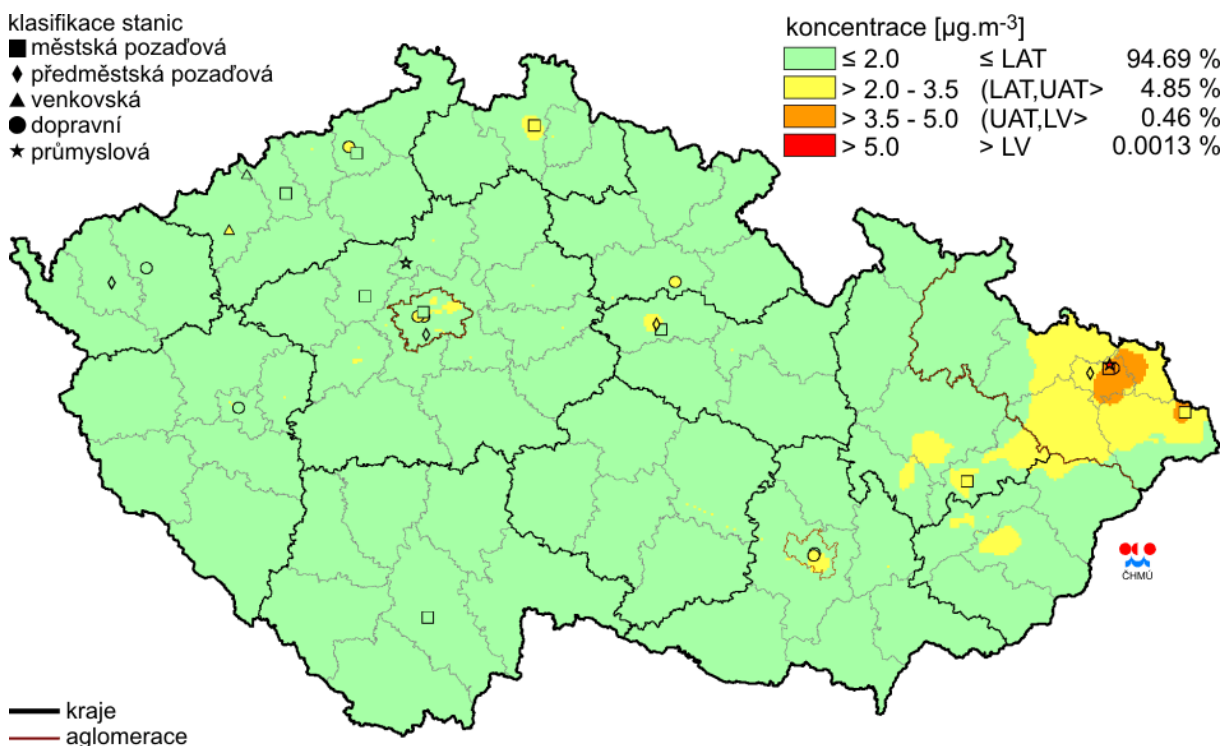 klasifikace stanic
městská pozaďová
předměstská pozaďová
venkovská
dopravní
průmyslová
koncentrace [µg.m-3]
≤ 2.0 ≤ LAT 94.69 %
> 2.0 - 3.5 (LAT,UAT> 4.85 %
> 3.5 - 5.0 (UAT,LV> 0.46 %
> 5.0 > LV 0.0013 %
ČHMÚ
kraje
aglomerace